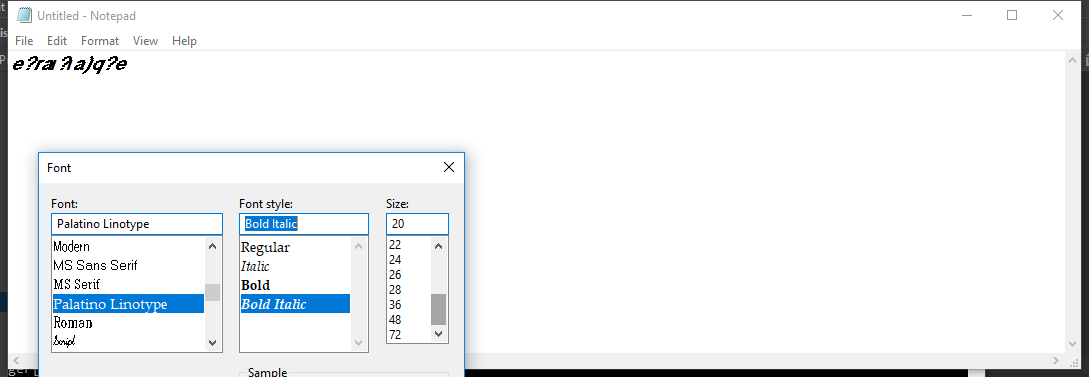 Untitled - Notepad
File Edit Format View Help
Font
Font: Font style: Size:
Palatino Linotype Bold Italic 20
Modern Regular 22
MS Sans Serif Italic 24
MS Serif Bold 26
Palatino Linotype Bold Italic 28
Roman 36
Script 48
72
Sample